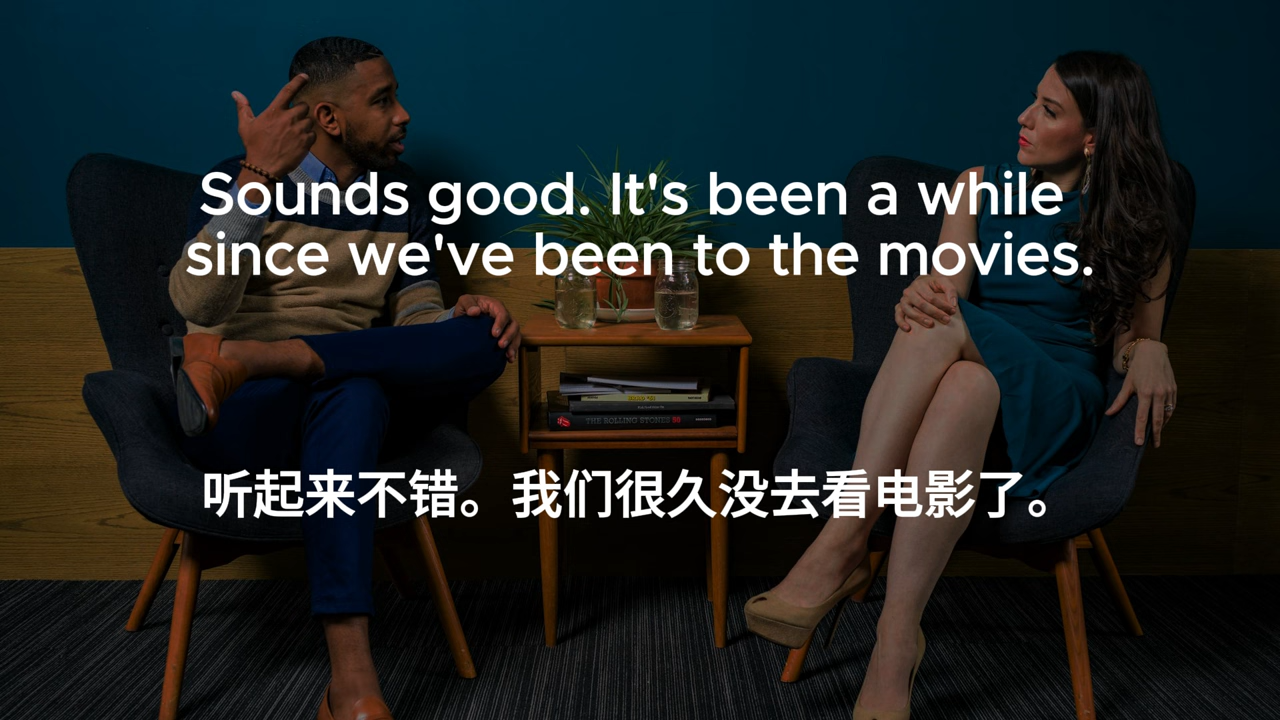 Sounds good. It's been a while
since we've been to the movies.
THE ROLLING STONES
听起来不错。我们很久没去看电影了。